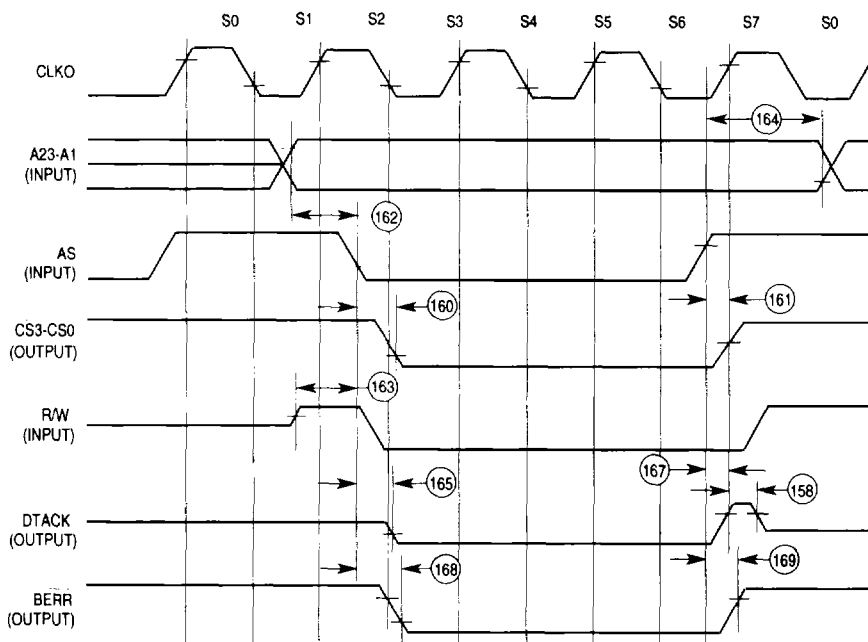 S0 S1 S2 S3 S4 S5 S6 S7 S0
CLKO
164
A23-A1
(INPUT)
162
AS
(INPUT)
160
161
CS3-CS0
(OUTPUT)
163
R/W
(INPUT)
167
165
158
DTACK
(OUTPUT)
168
169
BERR
(OUTPUT)